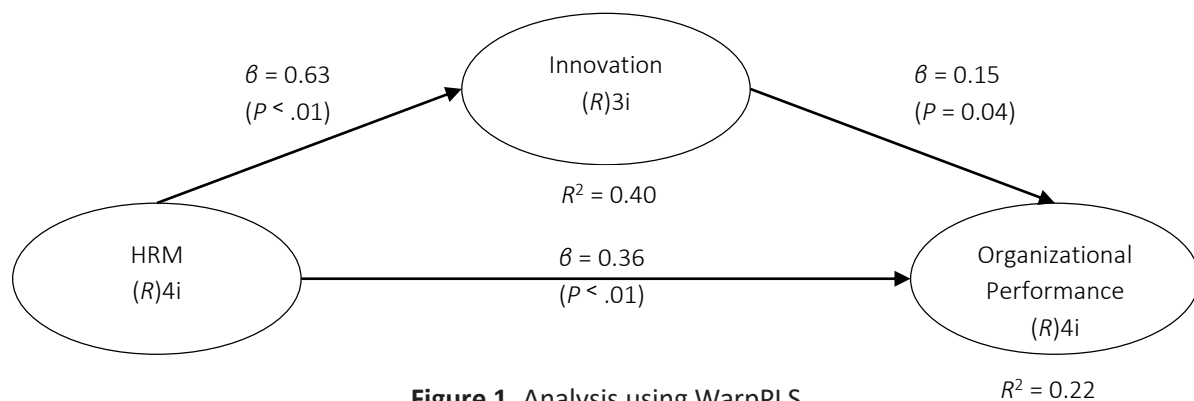 Innovation
(R)3i
β = 0.63
(P < .01)
β = 0.15
(P = 0.04)
R² = 0.40
HRM
(R)4i
β = 0.36
(P < .01)
Organizational
Performance
(R)4i
R² = 0.22
Figure 1. Analysis using WarpPLS